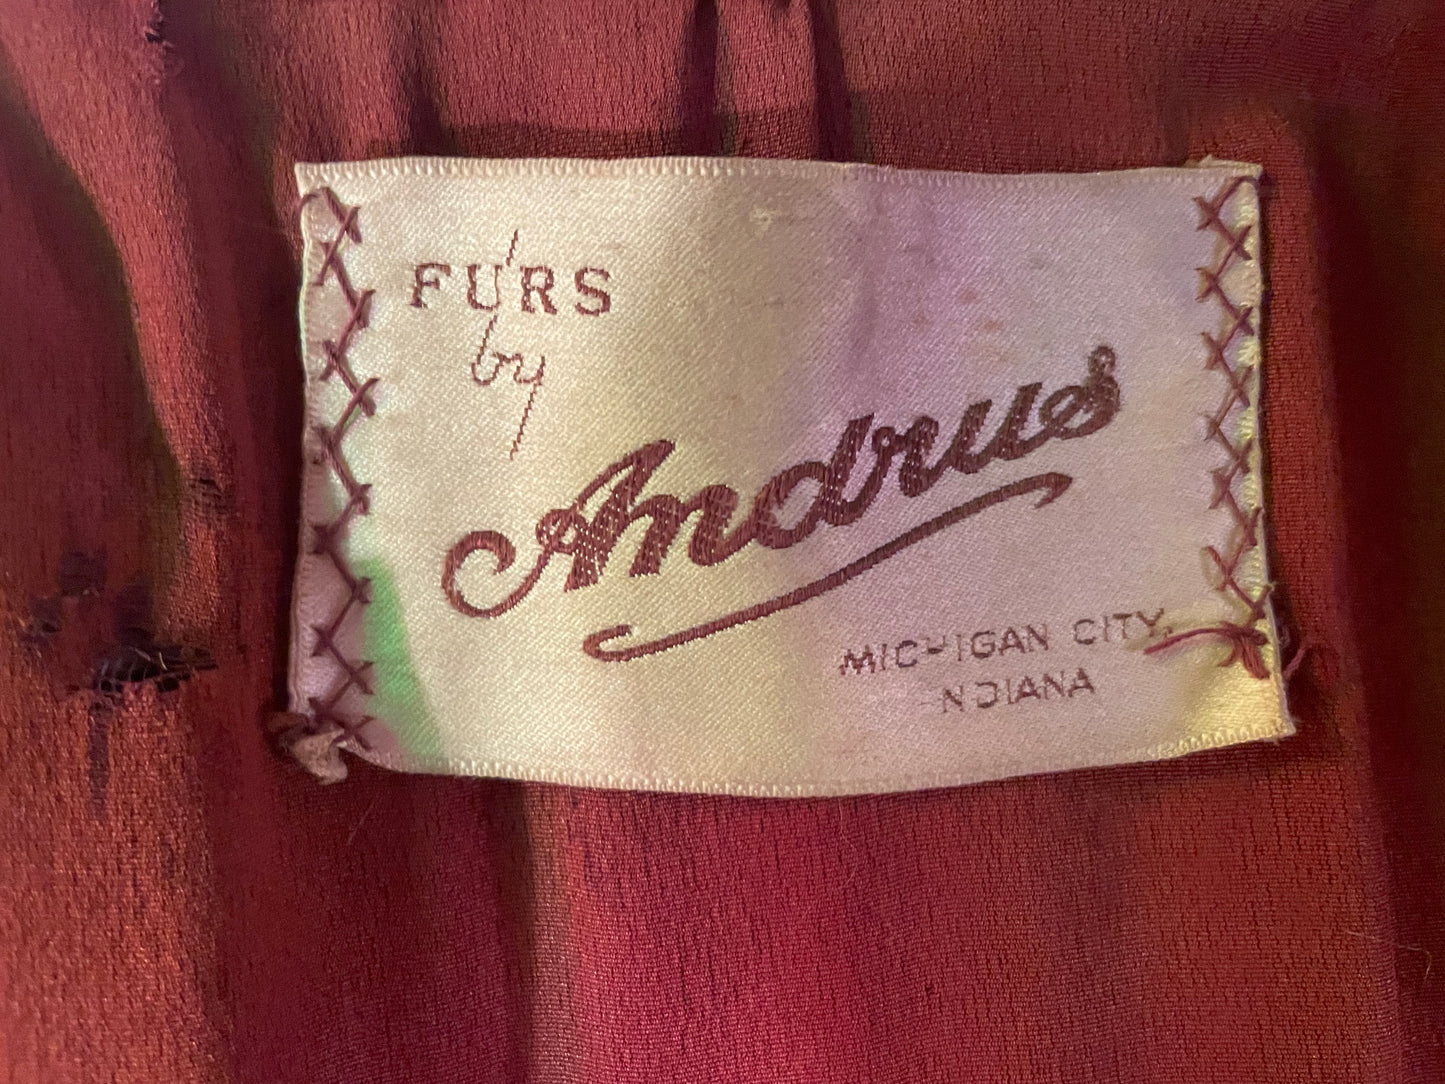 FURS
by
Andrus
MICHIGAN CITY,
INDIANA